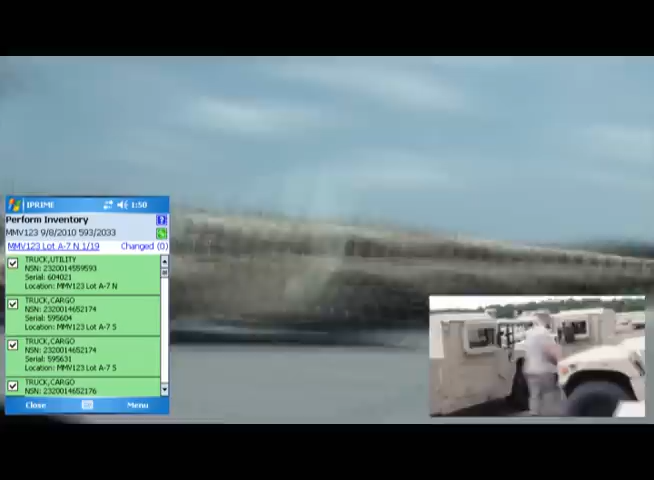 IPRIME 1:50
Perform Inventory
MMV123 9/8/2010 593/2033
MMV123 Lot A-7 N 1/19 Changed (0)
TRUCK,UTILITY
NSN: 2320014559593
Serial: 604021
Location: MMV123 Lot A-7 N
TRUCK,CARGO
NSN: 2320014652174
Serial: 595604
Location: MMV123 Lot A-7 S
TRUCK,CARGO
NSN: 2320014652174
Serial: 595631
Location: MMV123 Lot A-7 S
TRUCK,CARGO
NSN: 2320014652176
Close Menu